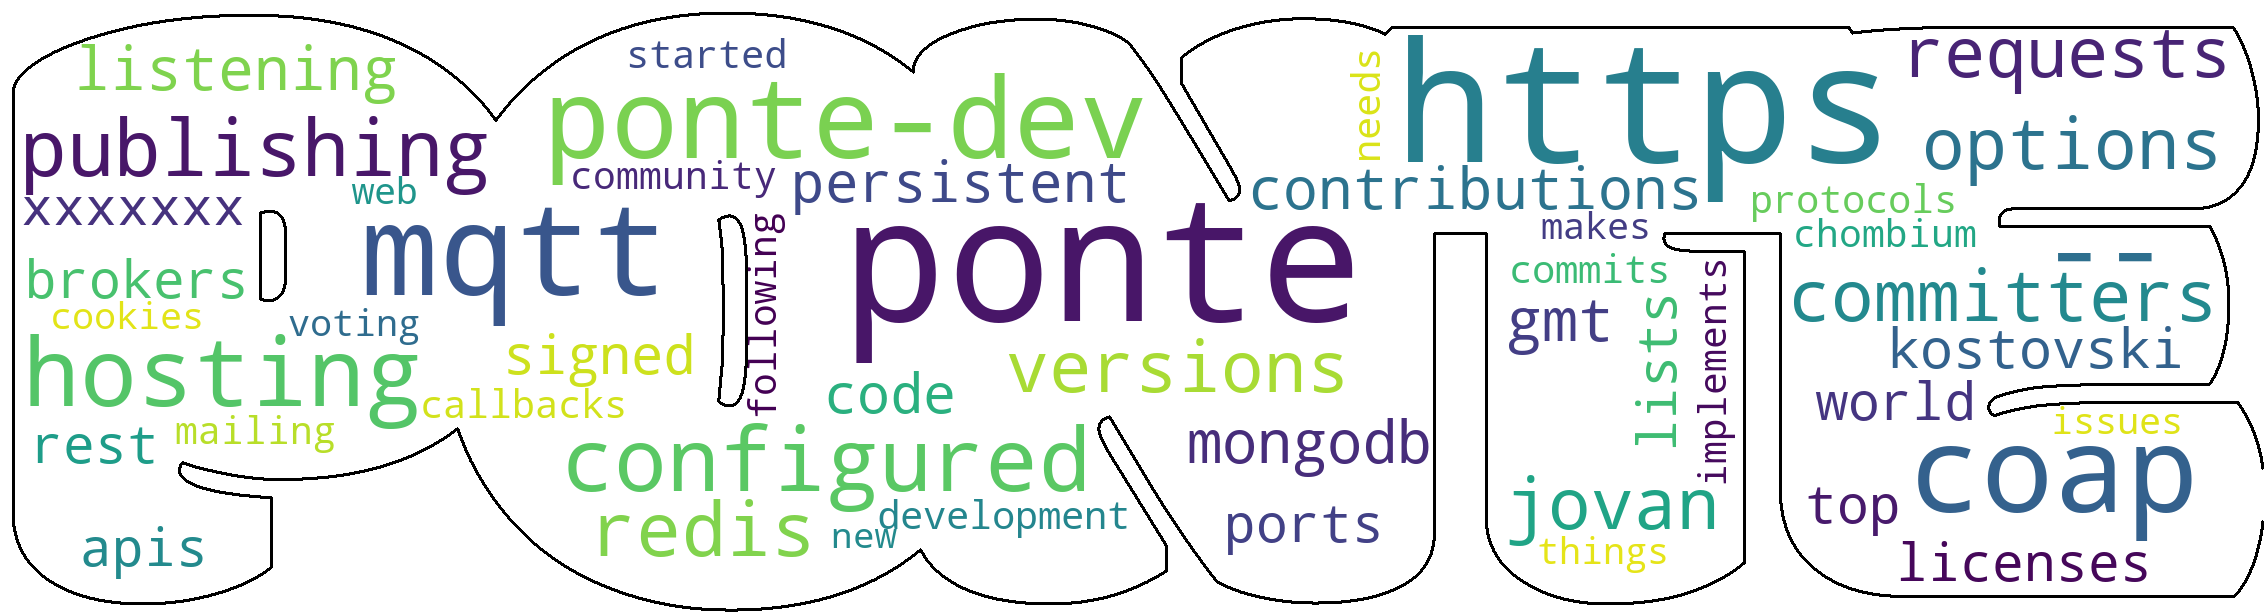 listening
publishing
web
xxxxxxx
mqtt
brokers
cookies
voting
hosting
signed
callbacks
mailing
rest
apis
started
ponte-dev
community
persistent
following
ponte
versions
code
configured
redis
new
development
needs
https
requests
options
contributions
protocols
makes
chombium
commits
gmt
lists
implements
committers
--
kostovski
world
mongodb
ports
jovan
things
issues
coap
top
licenses